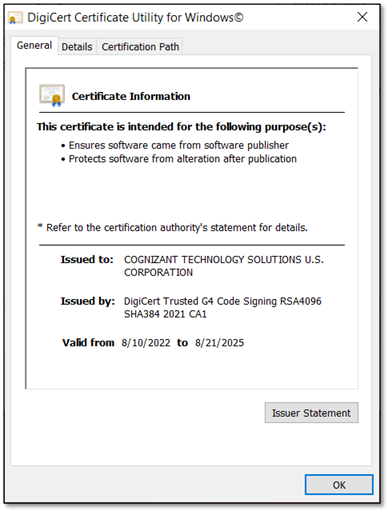 DigiCert Certificate Utility for Windows©
General Details Certification Path
Certificate Information
This certificate is intended for the following purpose(s):
• Ensures software came from software publisher
• Protects software from alteration after publication
* Refer to the certification authority's statement for details.
Issued to: COGNIZANT TECHNOLOGY SOLUTIONS U.S.
CORPORATION
Issued by: DigiCert Trusted G4 Code Signing RSA4096
SHA384 2021 CA1
Valid from 8/10/2022 to 8/21/2025
Issuer Statement
OK